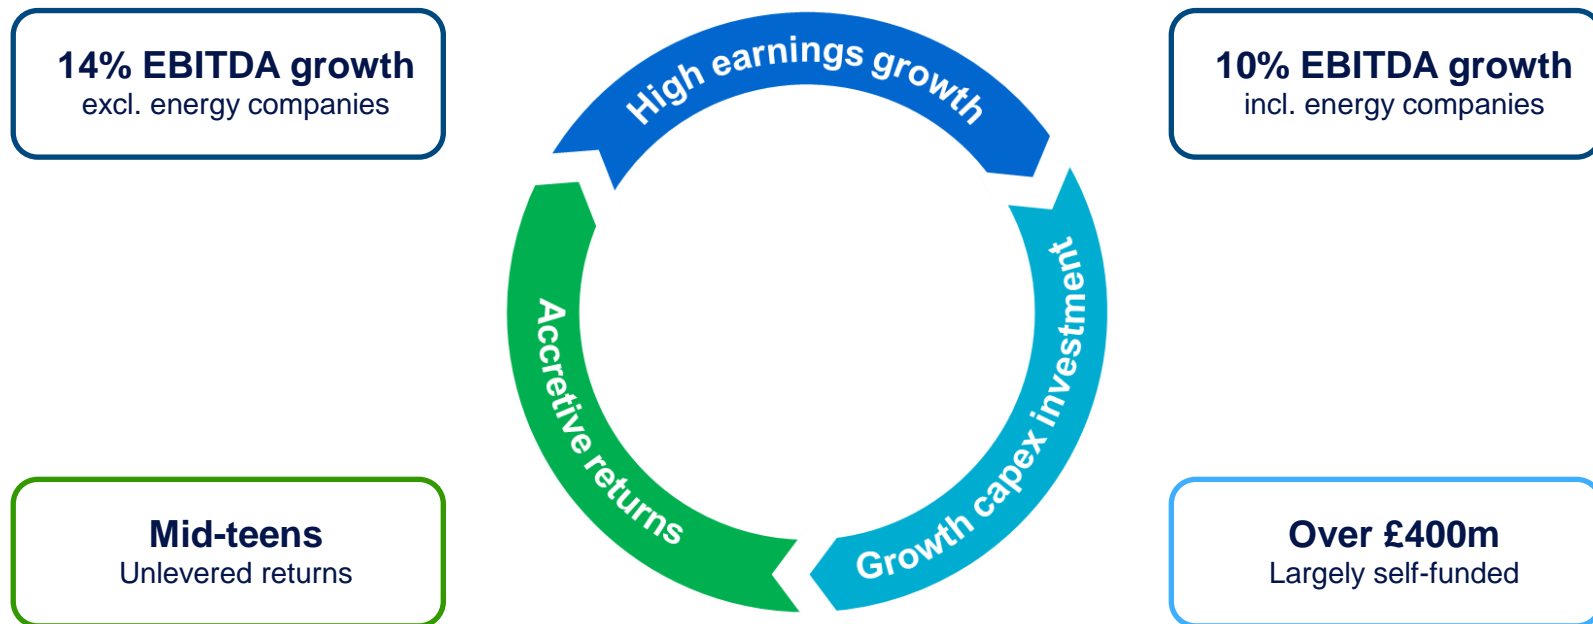 14% EBITDA growth
excl. energy companies
High earnings growth
10% EBITDA growth
incl. energy companies
Growth capex investment
Accretive returns
Mid-teens
Unlevered returns
Over £400m
Largely self-funded